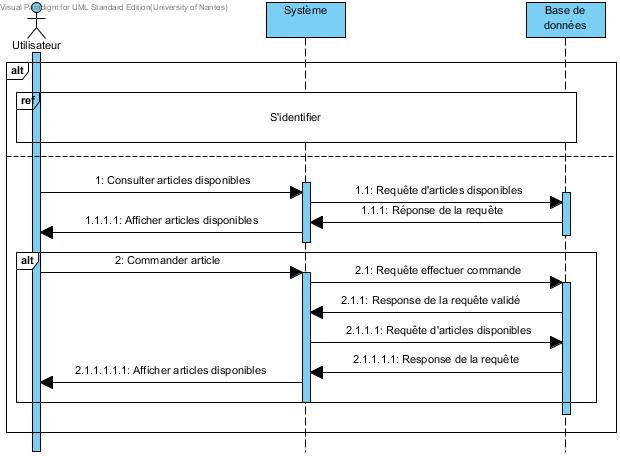 Visual Paradigm for UML Standard Edition(University of Nantes)
Système
Base de
données
Utilisateur
alt
ref
S'identifier
1: Consulter articles disponibles
1.1: Requête d'articles disponibles
1.1.1: Réponse de la requête
1.1.1.1: Afficher articles disponibles
alt
2: Commander article
2.1: Requête effectuer commande
2.1.1: Response de la requête validé
2.1.1.1: Requête d'articles disponibles
2.1.1.1.1: Response de la requête
2.1.1.1.1.1: Afficher articles disponibles